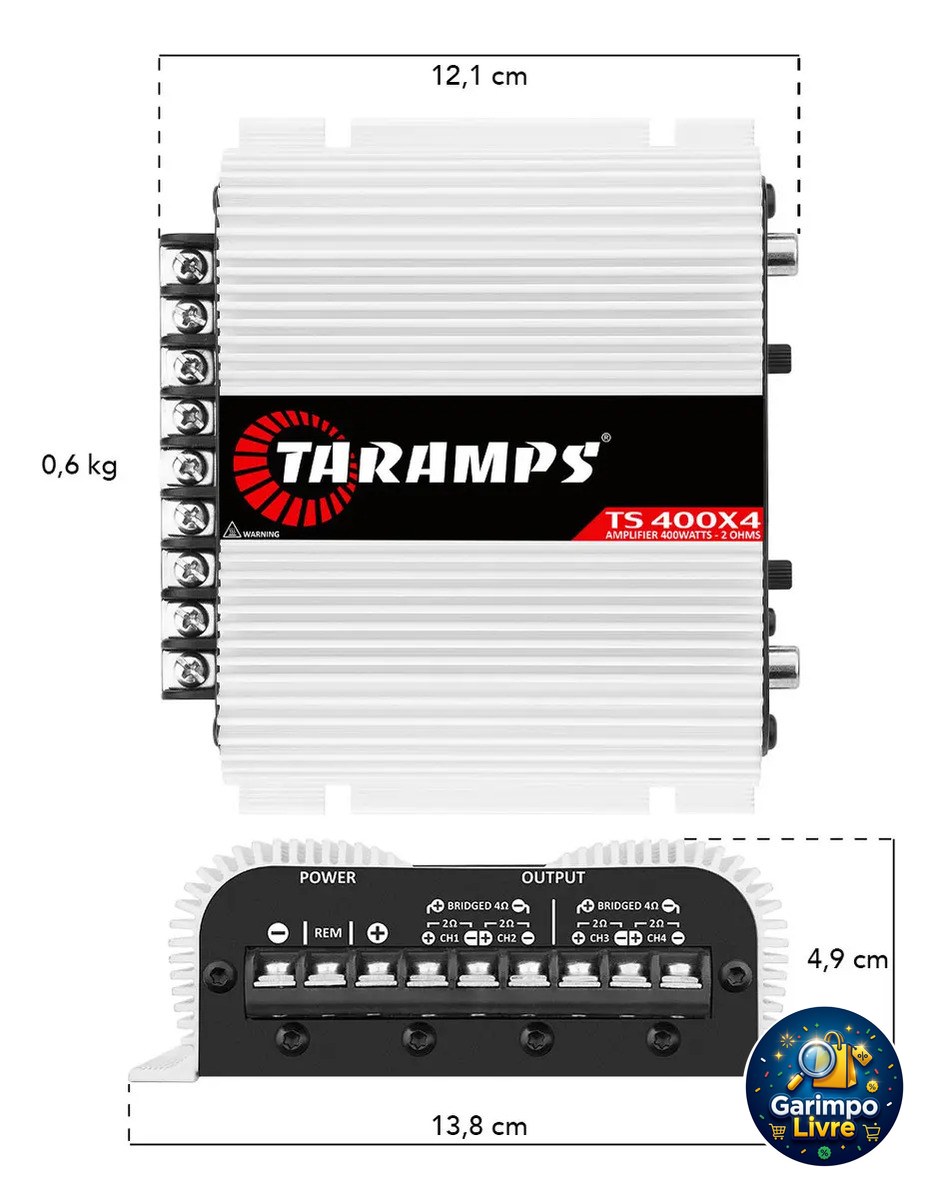 12,1 cm
0,6 kg
TARAMPS®
WARNING
TS 400X4
AMPLIFIER 400WATTS - 2 OHMS
POWER
OUTPUT
BRIDGED 4Ω
BRIDGED 4Ω
2Ω 2Ω 2Ω 2Ω
- | REM | +
+ CH1 - + CH2 - + CH3 - + CH4 -
4,9 cm
13,8 cm
Garimpo
Livre